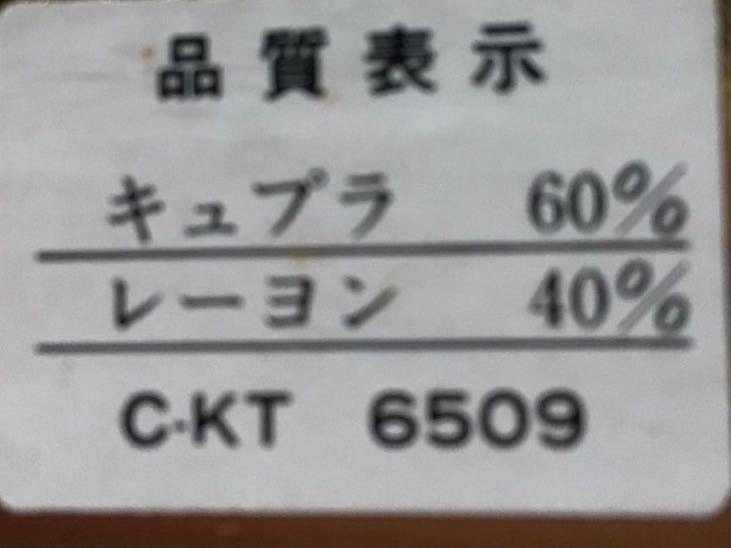 品質表示
キュプラ 60%
レーヨン 40%
C·KT 6509